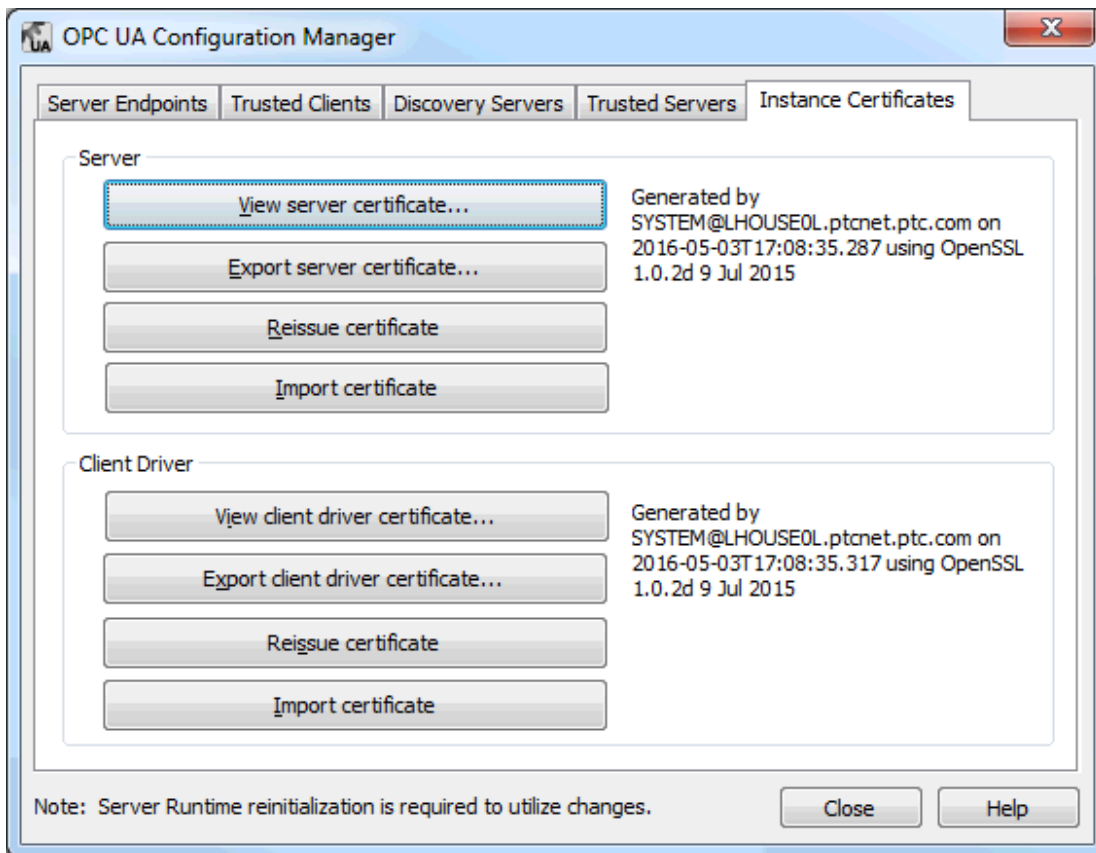 UA OPC UA Configuration Manager
Server Endpoints Trusted Clients Discovery Servers Trusted Servers Instance Certificates
Server
View server certificate...
Export server certificate...
Reissue certificate
Import certificate
Generated by
SYSTEM@LHOUSE0L.ptcnet.ptc.com on
2016-05-03T17:08:35.287 using OpenSSL
1.0.2d 9 Jul 2015
Client Driver
View client driver certificate...
Export client driver certificate...
Reissue certificate
Import certificate
Generated by
SYSTEM@LHOUSE0L.ptcnet.ptc.com on
2016-05-03T17:08:35.317 using OpenSSL
1.0.2d 9 Jul 2015
Note: Server Runtime reinitialization is required to utilize changes.
Close Help